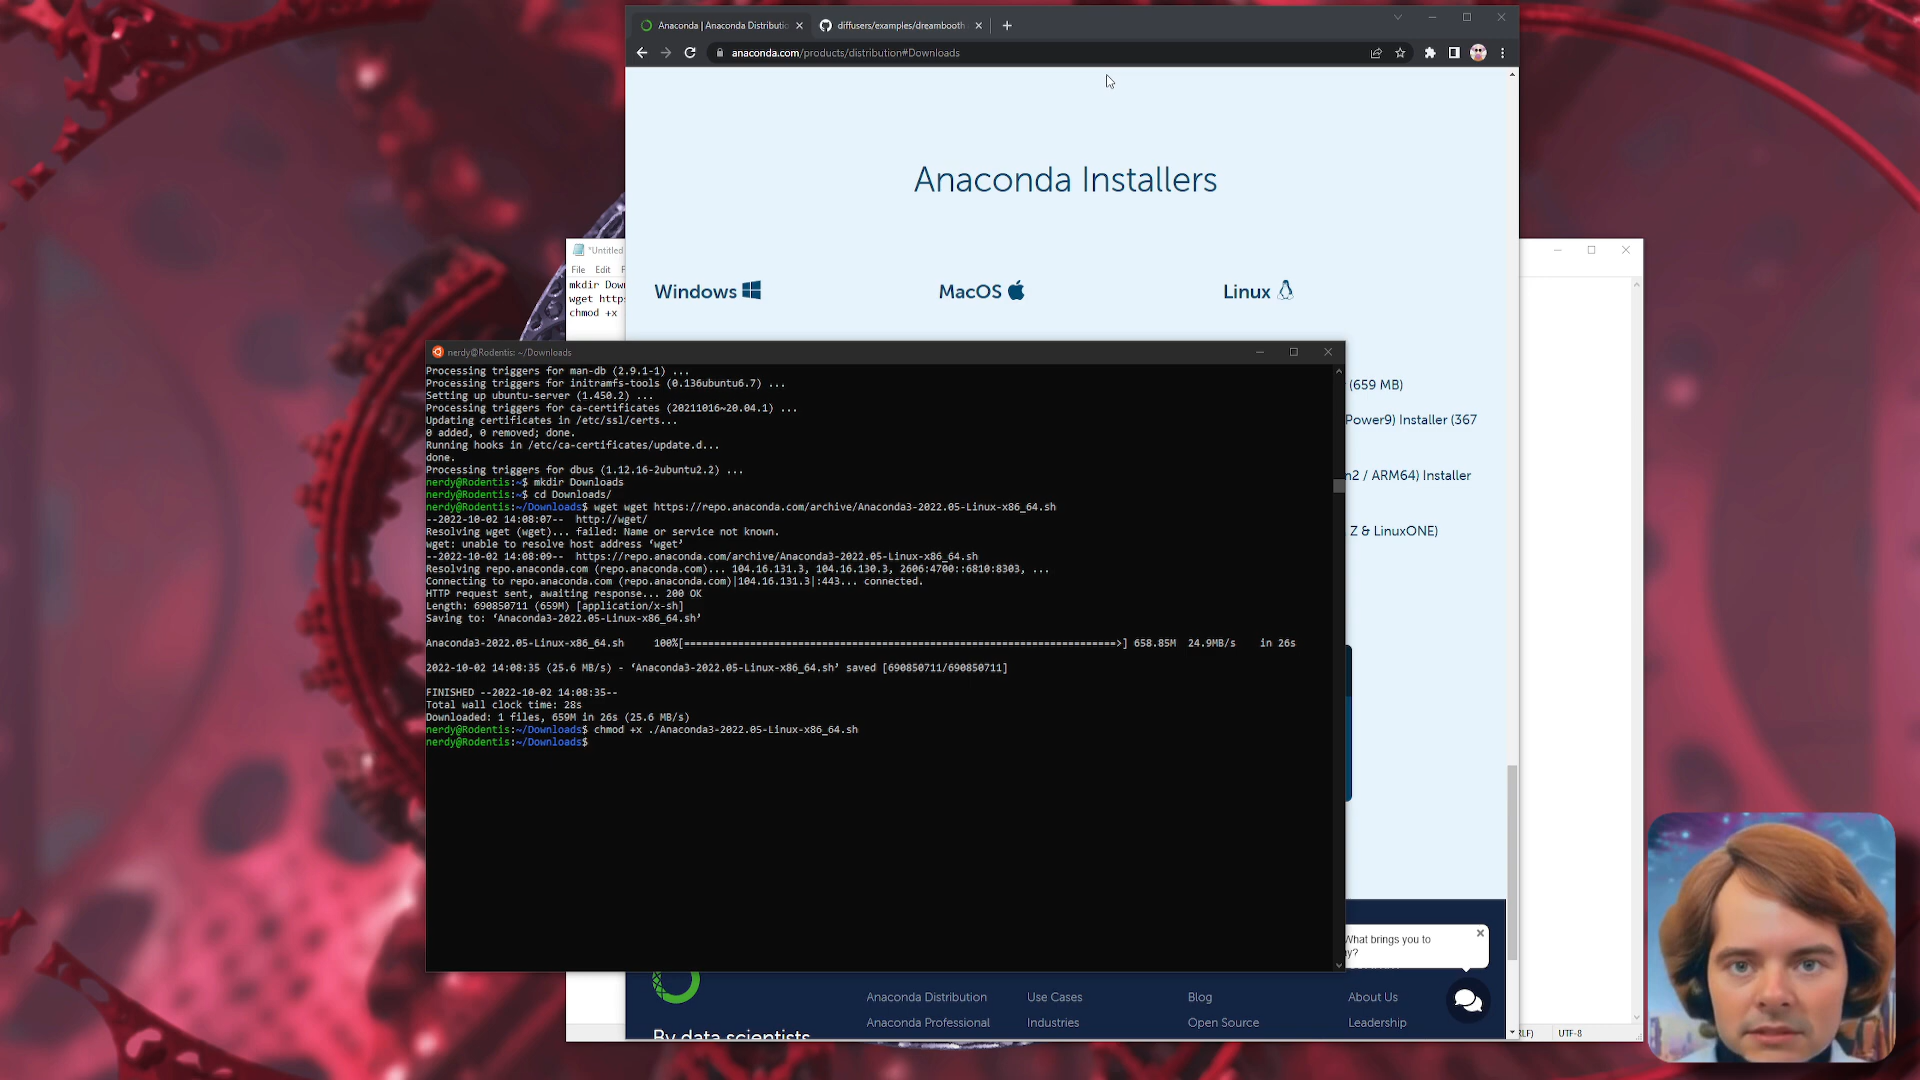 Anaconda | Anaconda Distributio
diffusers/examples/dreambooth
anaconda.com/products/distribution#Downloads
Anaconda Installers
Windows
MacOS
Linux
*Untitled
File Edit F
mkdir Dow
wget http
chmod +x
(659 MB)
Power9) Installer (367
n2 / ARM64) Installer
Z & LinuxONE)
nerdy@Rodentis: ~/Downloads
Processing triggers for man-db (2.9.1-1) ...
Processing triggers for initramfs-tools (0.136ubuntu6.7) ...
Setting up ubuntu-server (1.450.2) ...
Processing triggers for ca-certificates (20211016~20.04.1) ...
Updating certificates in /etc/ssl/certs...
0 added, 0 removed; done.
Running hooks in /etc/ca-certificates/update.d...
done.
Processing triggers for dbus (1.12.16-2ubuntu2.2) ...
nerdy@Rodentis:~$ mkdir Downloads
nerdy@Rodentis:~$ cd Downloads/
nerdy@Rodentis:~/Downloads$ wget wget https://repo.anaconda.com/archive/Anaconda3-2022.05-Linux-x86_64.sh
--2022-10-02 14:08:07-- http://wget/
Resolving wget (wget)... failed: Name or service not known.
wget: unable to resolve host address ‘wget’
--2022-10-02 14:08:09-- https://repo.anaconda.com/archive/Anaconda3-2022.05-Linux-x86_64.sh
Resolving repo.anaconda.com (repo.anaconda.com)... 104.16.131.3, 104.16.130.3, 2606:4700::6810:8303, ...
Connecting to repo.anaconda.com (repo.anaconda.com)|104.16.131.3|:443... connected.
HTTP request sent, awaiting response... 200 OK
Length: 690850711 (659M) [application/x-sh]
Saving to: ‘Anaconda3-2022.05-Linux-x86_64.sh’
Anaconda3-2022.05-Linux-x86_64.sh 100%[=======================================================================>] 658.85M 24.9MB/s in 26s
2022-10-02 14:08:35 (25.6 MB/s) - ‘Anaconda3-2022.05-Linux-x86_64.sh’ saved [690850711/690850711]
FINISHED --2022-10-02 14:08:35--
Total wall clock time: 28s
Downloaded: 1 files, 659M in 26s (25.6 MB/s)
nerdy@Rodentis:~/Downloads$ chmod +x ./Anaconda3-2022.05-Linux-x86_64.sh
nerdy@Rodentis:~/Downloads$
What brings you to
y?
Anaconda Distribution Use Cases Blog About Us
Anaconda Professional Industries Open Source Leadership
By data scientists
RLF) UTF-8